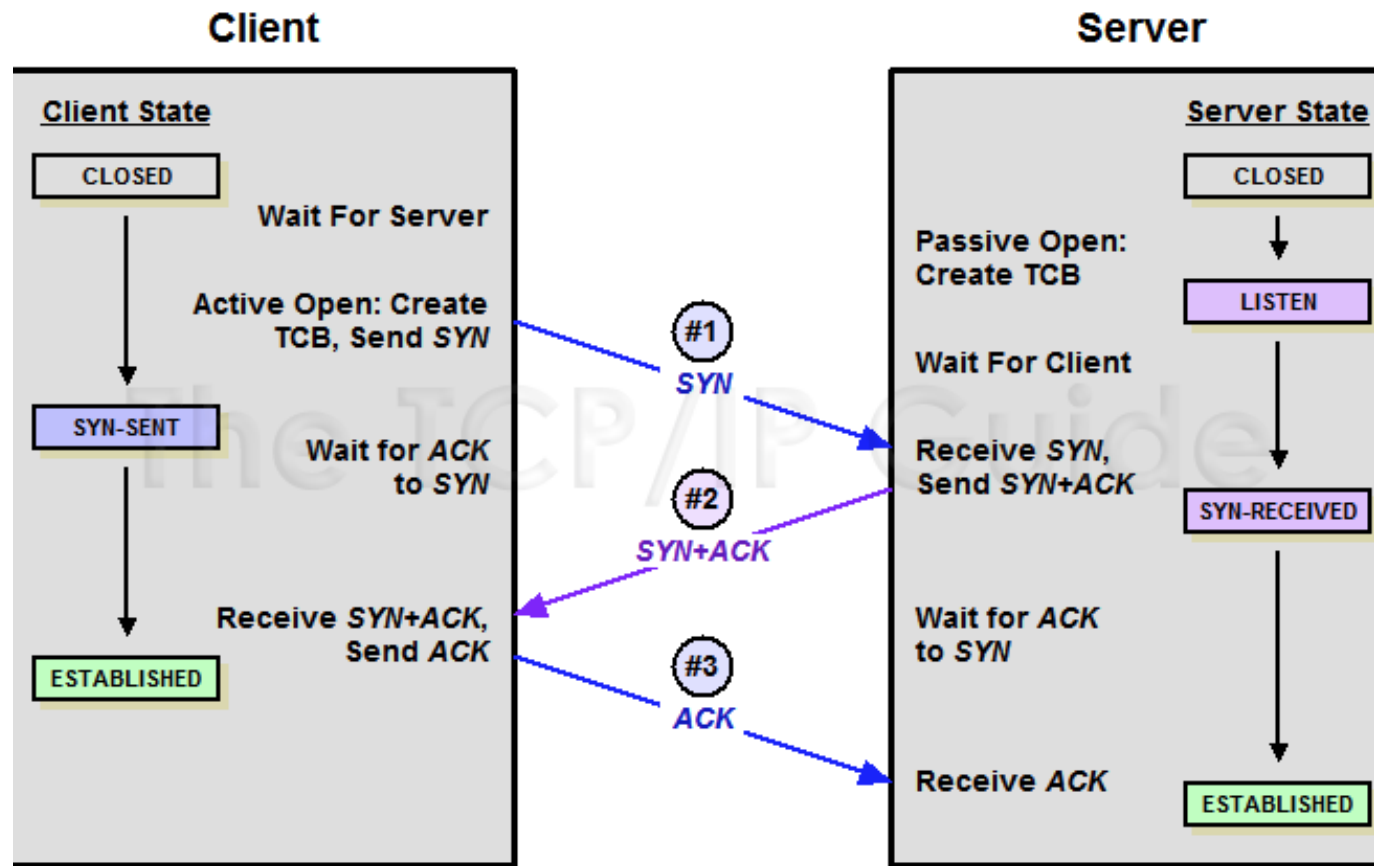 Client
Server
Client State
CLOSED
Wait For Server
Active Open: Create
TCB, Send SYN
SYN-SENT
Wait for ACK
to SYN
Receive SYN+ACK,
Send ACK
ESTABLISHED
#1
SYN
#2
SYN+ACK
#3
ACK
Server State
CLOSED
Passive Open:
Create TCB
LISTEN
Wait For Client
Receive SYN,
Send SYN+ACK
SYN-RECEIVED
Wait for ACK
to SYN
Receive ACK
ESTABLISHED
The TCP/IP Guide